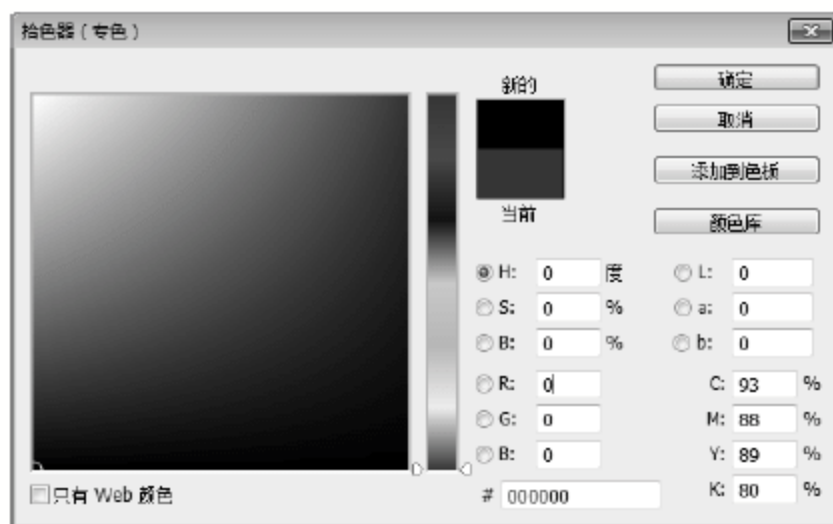 拾色器（专色）
新的
当前
确定
取消
添加到色板
颜色库
H: 0 度
S: 0 %
B: 0 %
R: 0
G: 0
B: 0
# 000000
L: 0
a: 0
b: 0
C: 93 %
M: 88 %
Y: 89 %
K: 80 %
只有 Web 颜色